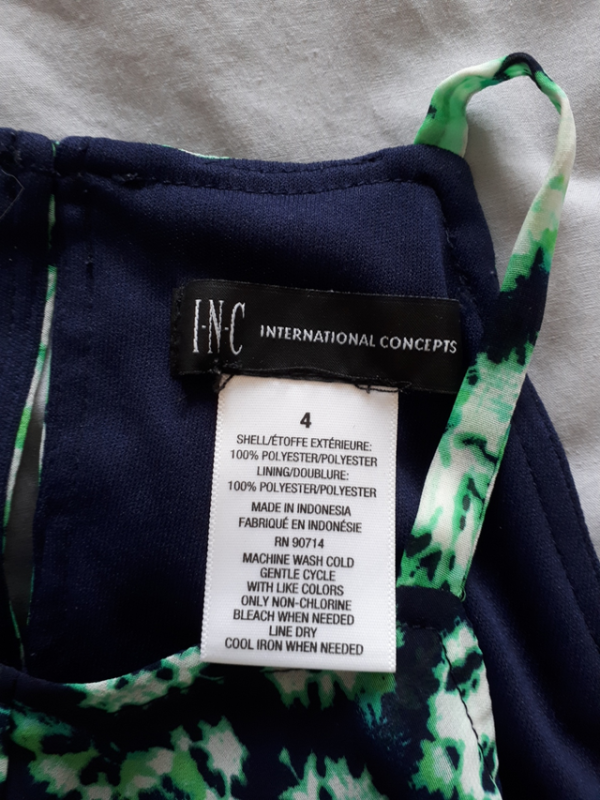 I·N·C INTERNATIONAL CONCEPTS
4
SHELL/ÉTOFFE EXTÉRIEURE:
100% POLYESTER/POLYESTER
LINING/DOUBLURE:
100% POLYESTER/POLYESTER
MADE IN INDONESIA
FABRIQUÉ EN INDONÉSIE
RN 90714
MACHINE WASH COLD
GENTLE CYCLE
WITH LIKE COLORS
ONLY NON-CHLORINE
BLEACH WHEN NEEDED
LINE DRY
COOL IRON WHEN NEEDED